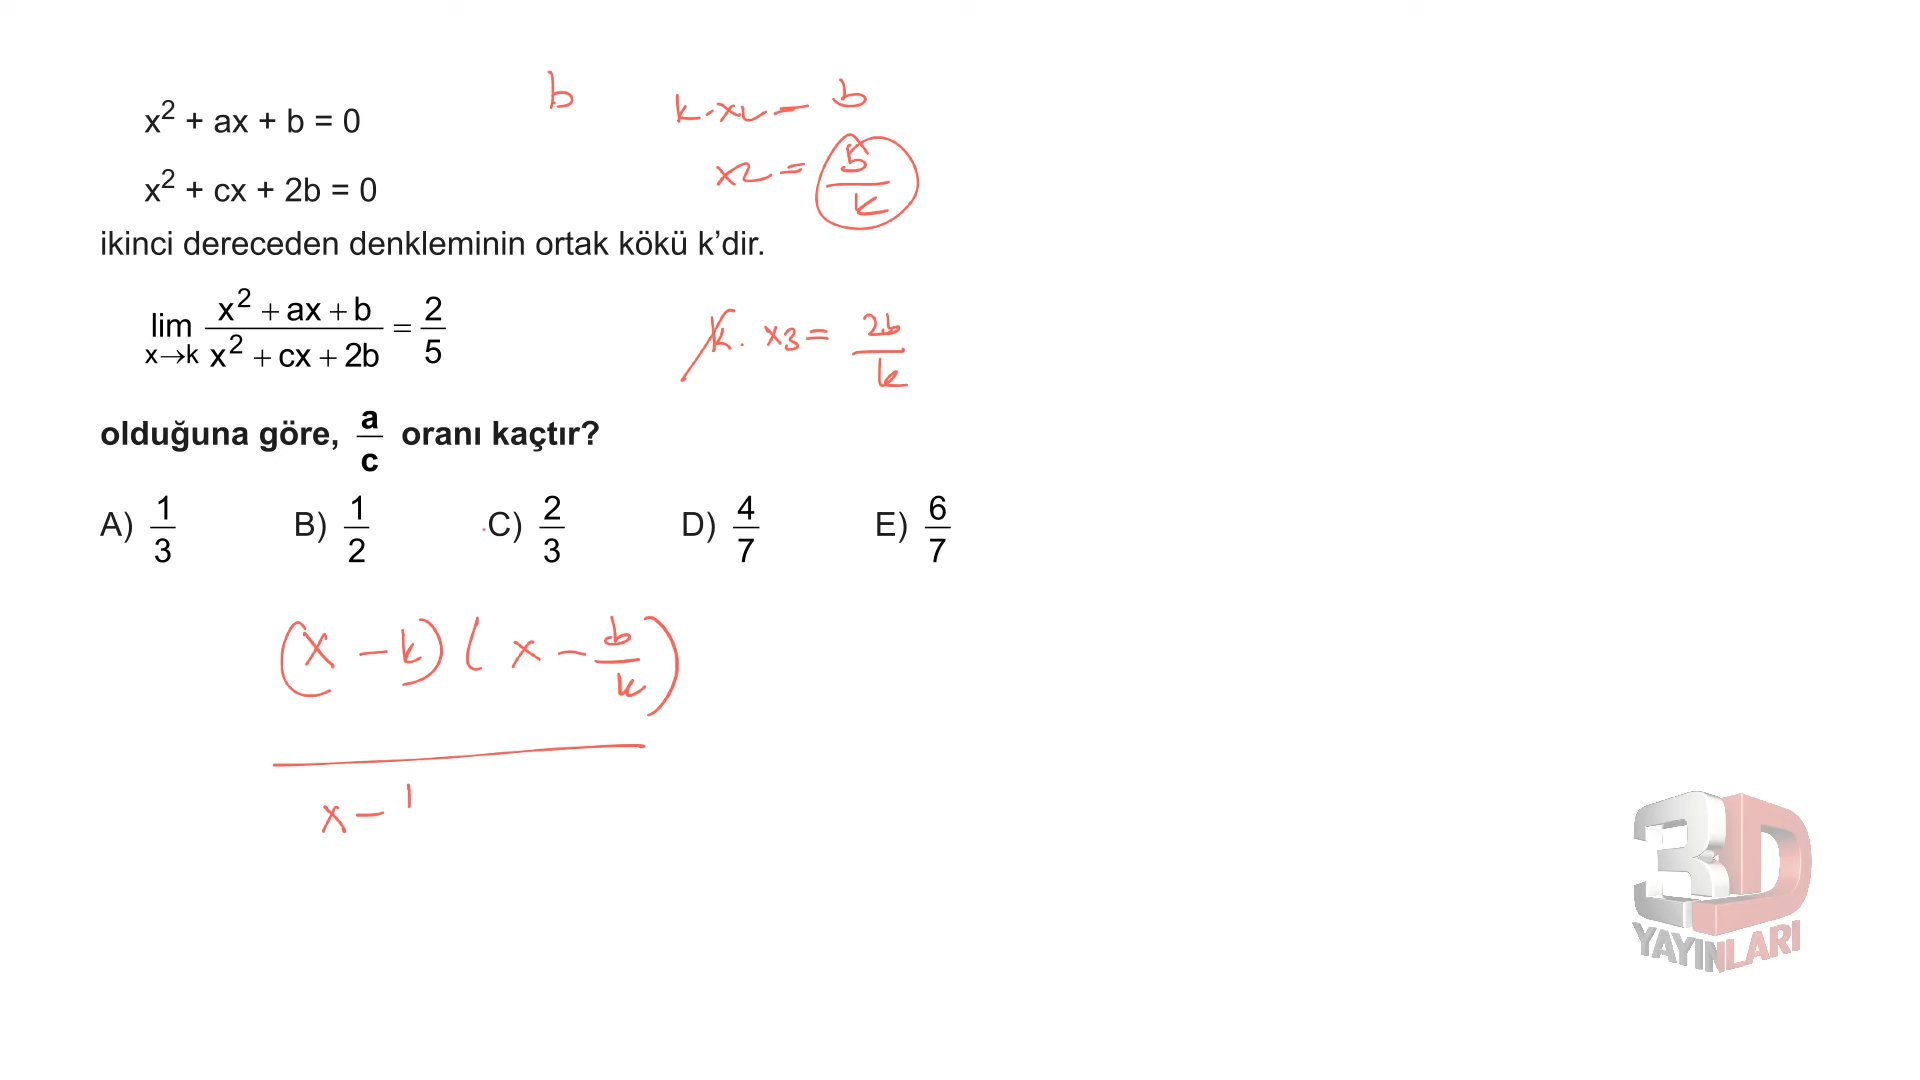 x² + ax + b = 0
x² + cx + 2b = 0
ikinci dereceden denkleminin ortak kökü k’dir.
lim x→k (x² + ax + b)/(x² + cx + 2b) = 2/5
olduğuna göre, a/c oranı kaçtır?
A) 1/3 B) 1/2 C) 2/3 D) 4/7 E) 6/7
b
k·x2 = b
x2 = 5/k
k. x3 = 2b/k
(x – k)(x – b/k)
x –
3D
YAYINLARI